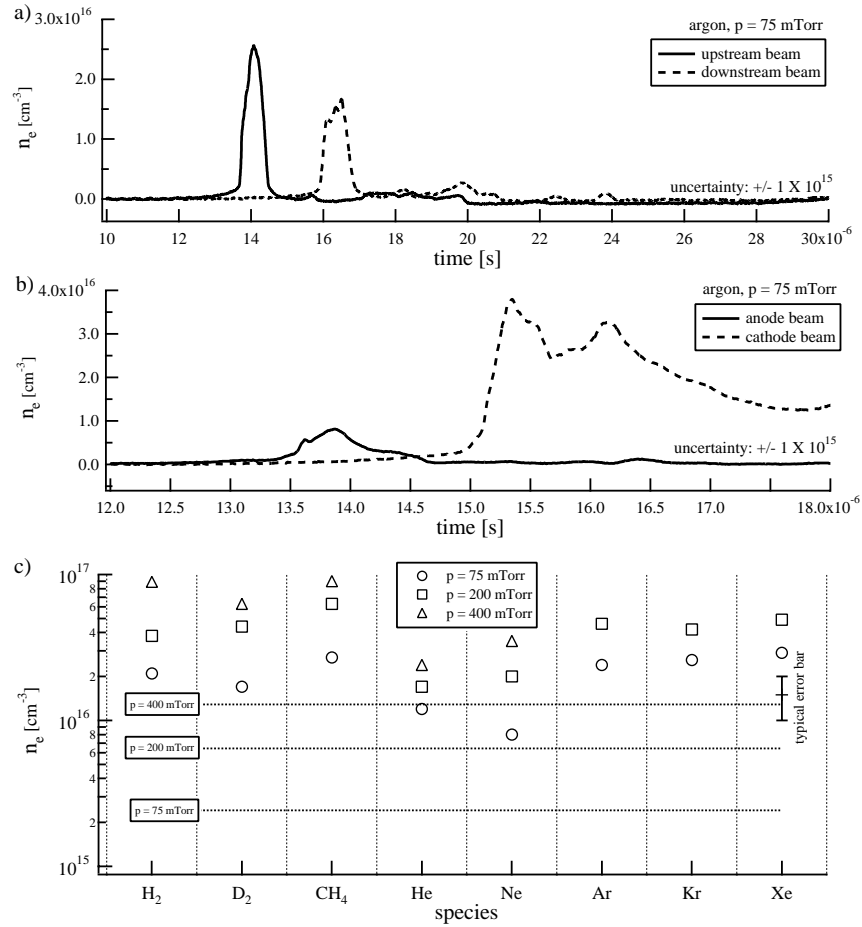 a)
3.0x10^16
2.0
1.0
0.0
n_e [cm^-3]
argon, p = 75 mTorr
upstream beam
downstream beam
uncertainty: +/- 1 X 10^15
10 12 14 16 18 20 22 24 26 28 30x10^-6
time [s]
b)
4.0x10^16
3.0
2.0
1.0
0.0
n_e [cm^-3]
argon, p = 75 mTorr
anode beam
cathode beam
uncertainty: +/- 1 X 10^15
12.0 12.5 13.0 13.5 14.0 14.5 15.0 15.5 16.0 16.5 17.0 18.0x10^-6
time [s]
c)
10^17
8
6
4
2
10^16
8
6
4
2
10^15
n_e [cm^-3]
p = 75 mTorr
p = 200 mTorr
p = 400 mTorr
p = 400 mTorr
p = 200 mTorr
p = 75 mTorr
typical error bar
H_2 D_2 CH_4 He Ne Ar Kr Xe
species